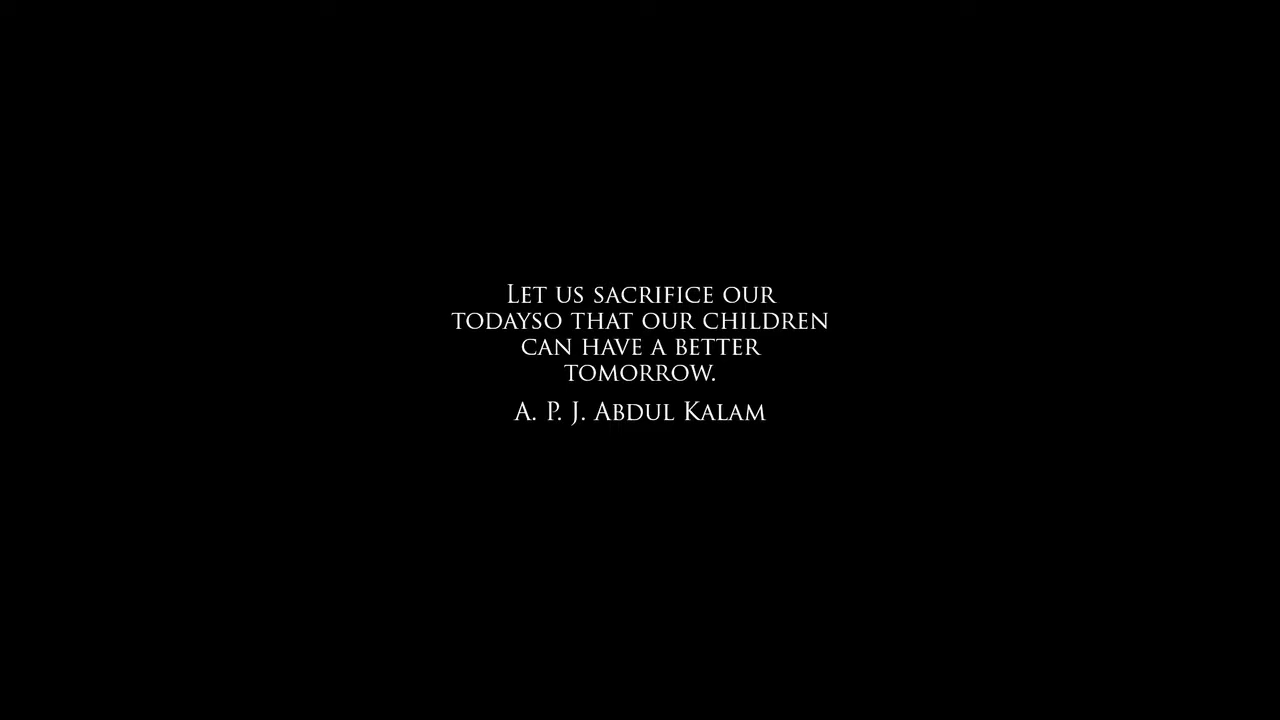 Let us sacrifice our
todayso that our children
can have a better
tomorrow.
A. P. J. Abdul Kalam